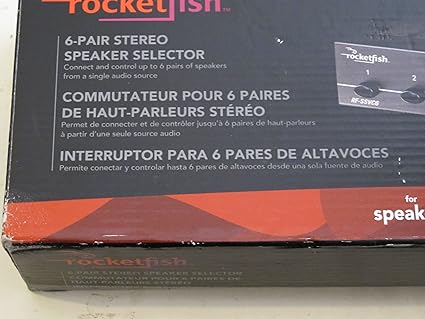 rocketfish™
6-PAIR STEREO
SPEAKER SELECTOR
Connect and control up to 6 pairs of speakers
from a single audio source
COMMUTATEUR POUR 6 PAIRES
DE HAUT-PARLEURS STÉRÉO
Permet de connecter et de contrôler jusqu'à 6 paires de haut-parleurs
à partir d'une seule source audio
INTERRUPTOR PARA 6 PARES DE ALTAVOCES
Permite conectar y controlar hasta 6 pares de altavoces desde una sola fuente de audio
rocketfish
1 2
RF-SSVC6
for
speak
rocketfish™
6-PAIR STEREO SPEAKER SELECTOR
COMMUTATEUR POUR 6 PAIRES DE
HAUT-PARLEURS STÉRÉO